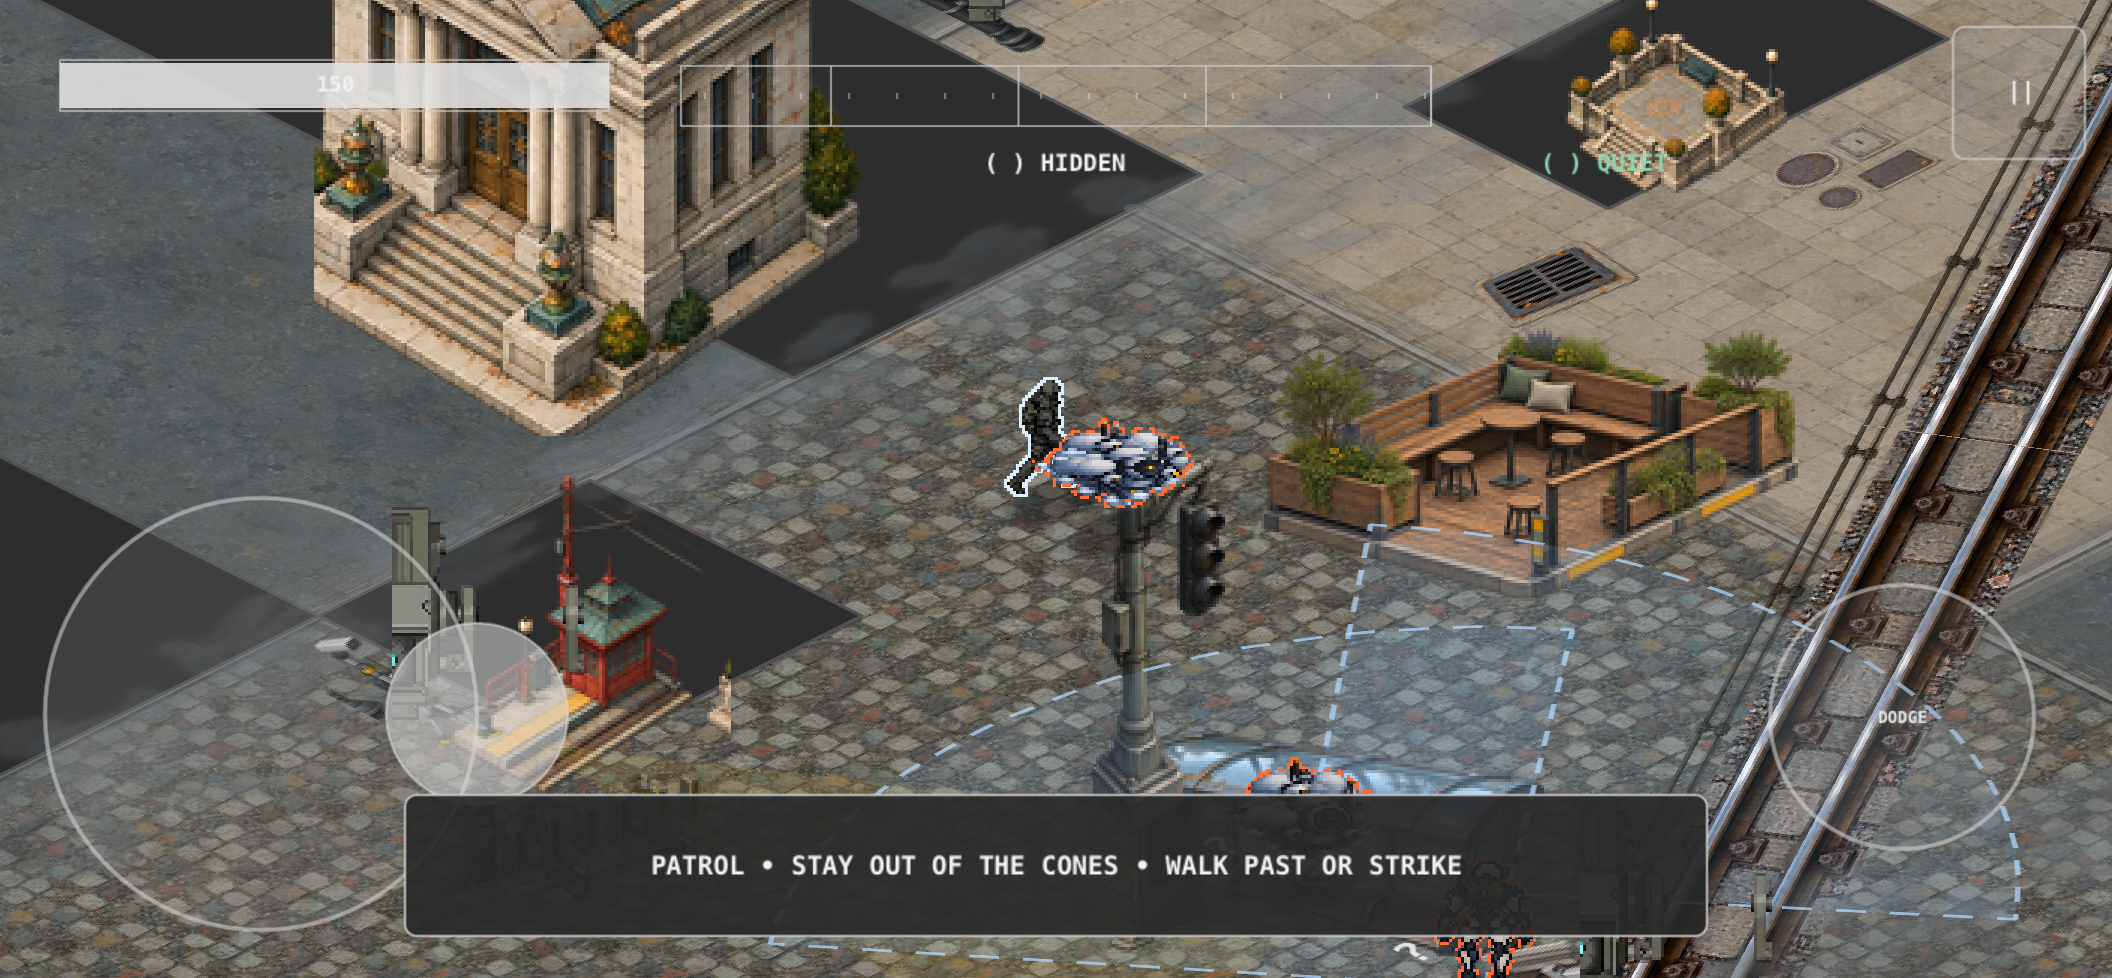 150
( ) HIDDEN
( ) QUIET
DODGE
PATROL • STAY OUT OF THE CONES • WALK PAST OR STRIKE